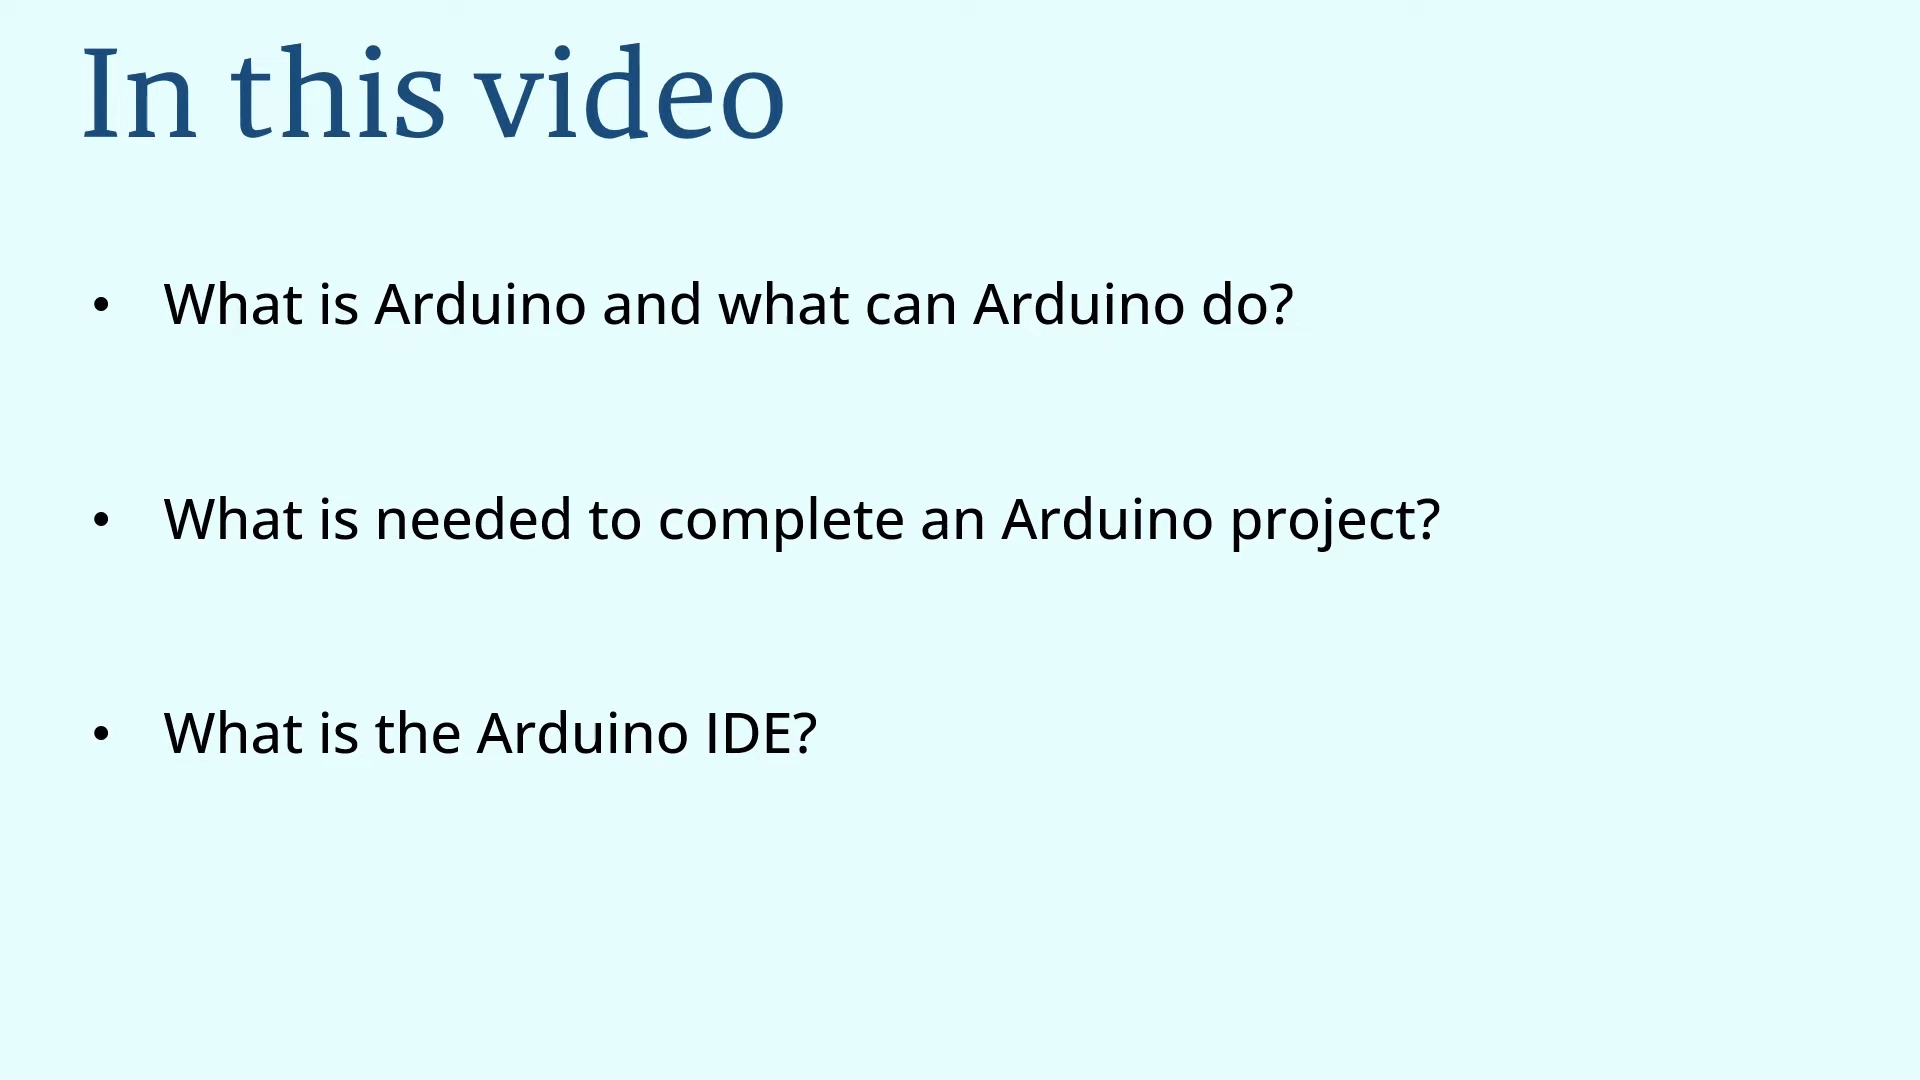 In this video
• What is Arduino and what can Arduino do?
• What is needed to complete an Arduino project?
• What is the Arduino IDE?